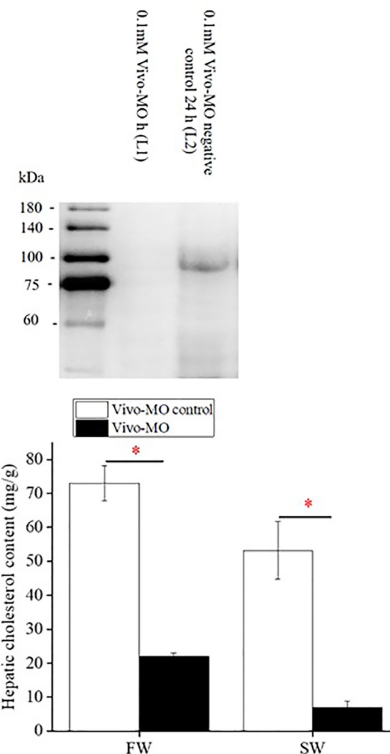 0.1mM Vivo-MO h (L1)
0.1mM Vivo-MO negative
control 24 h (L2)
kDa
180 -
140 -
100 -
75 -
60 -
Vivo-MO control
Vivo-MO
Hepatic cholesterol content (mg/g)
80
70
60
50
40
30
20
10
0
*
*
FW
SW